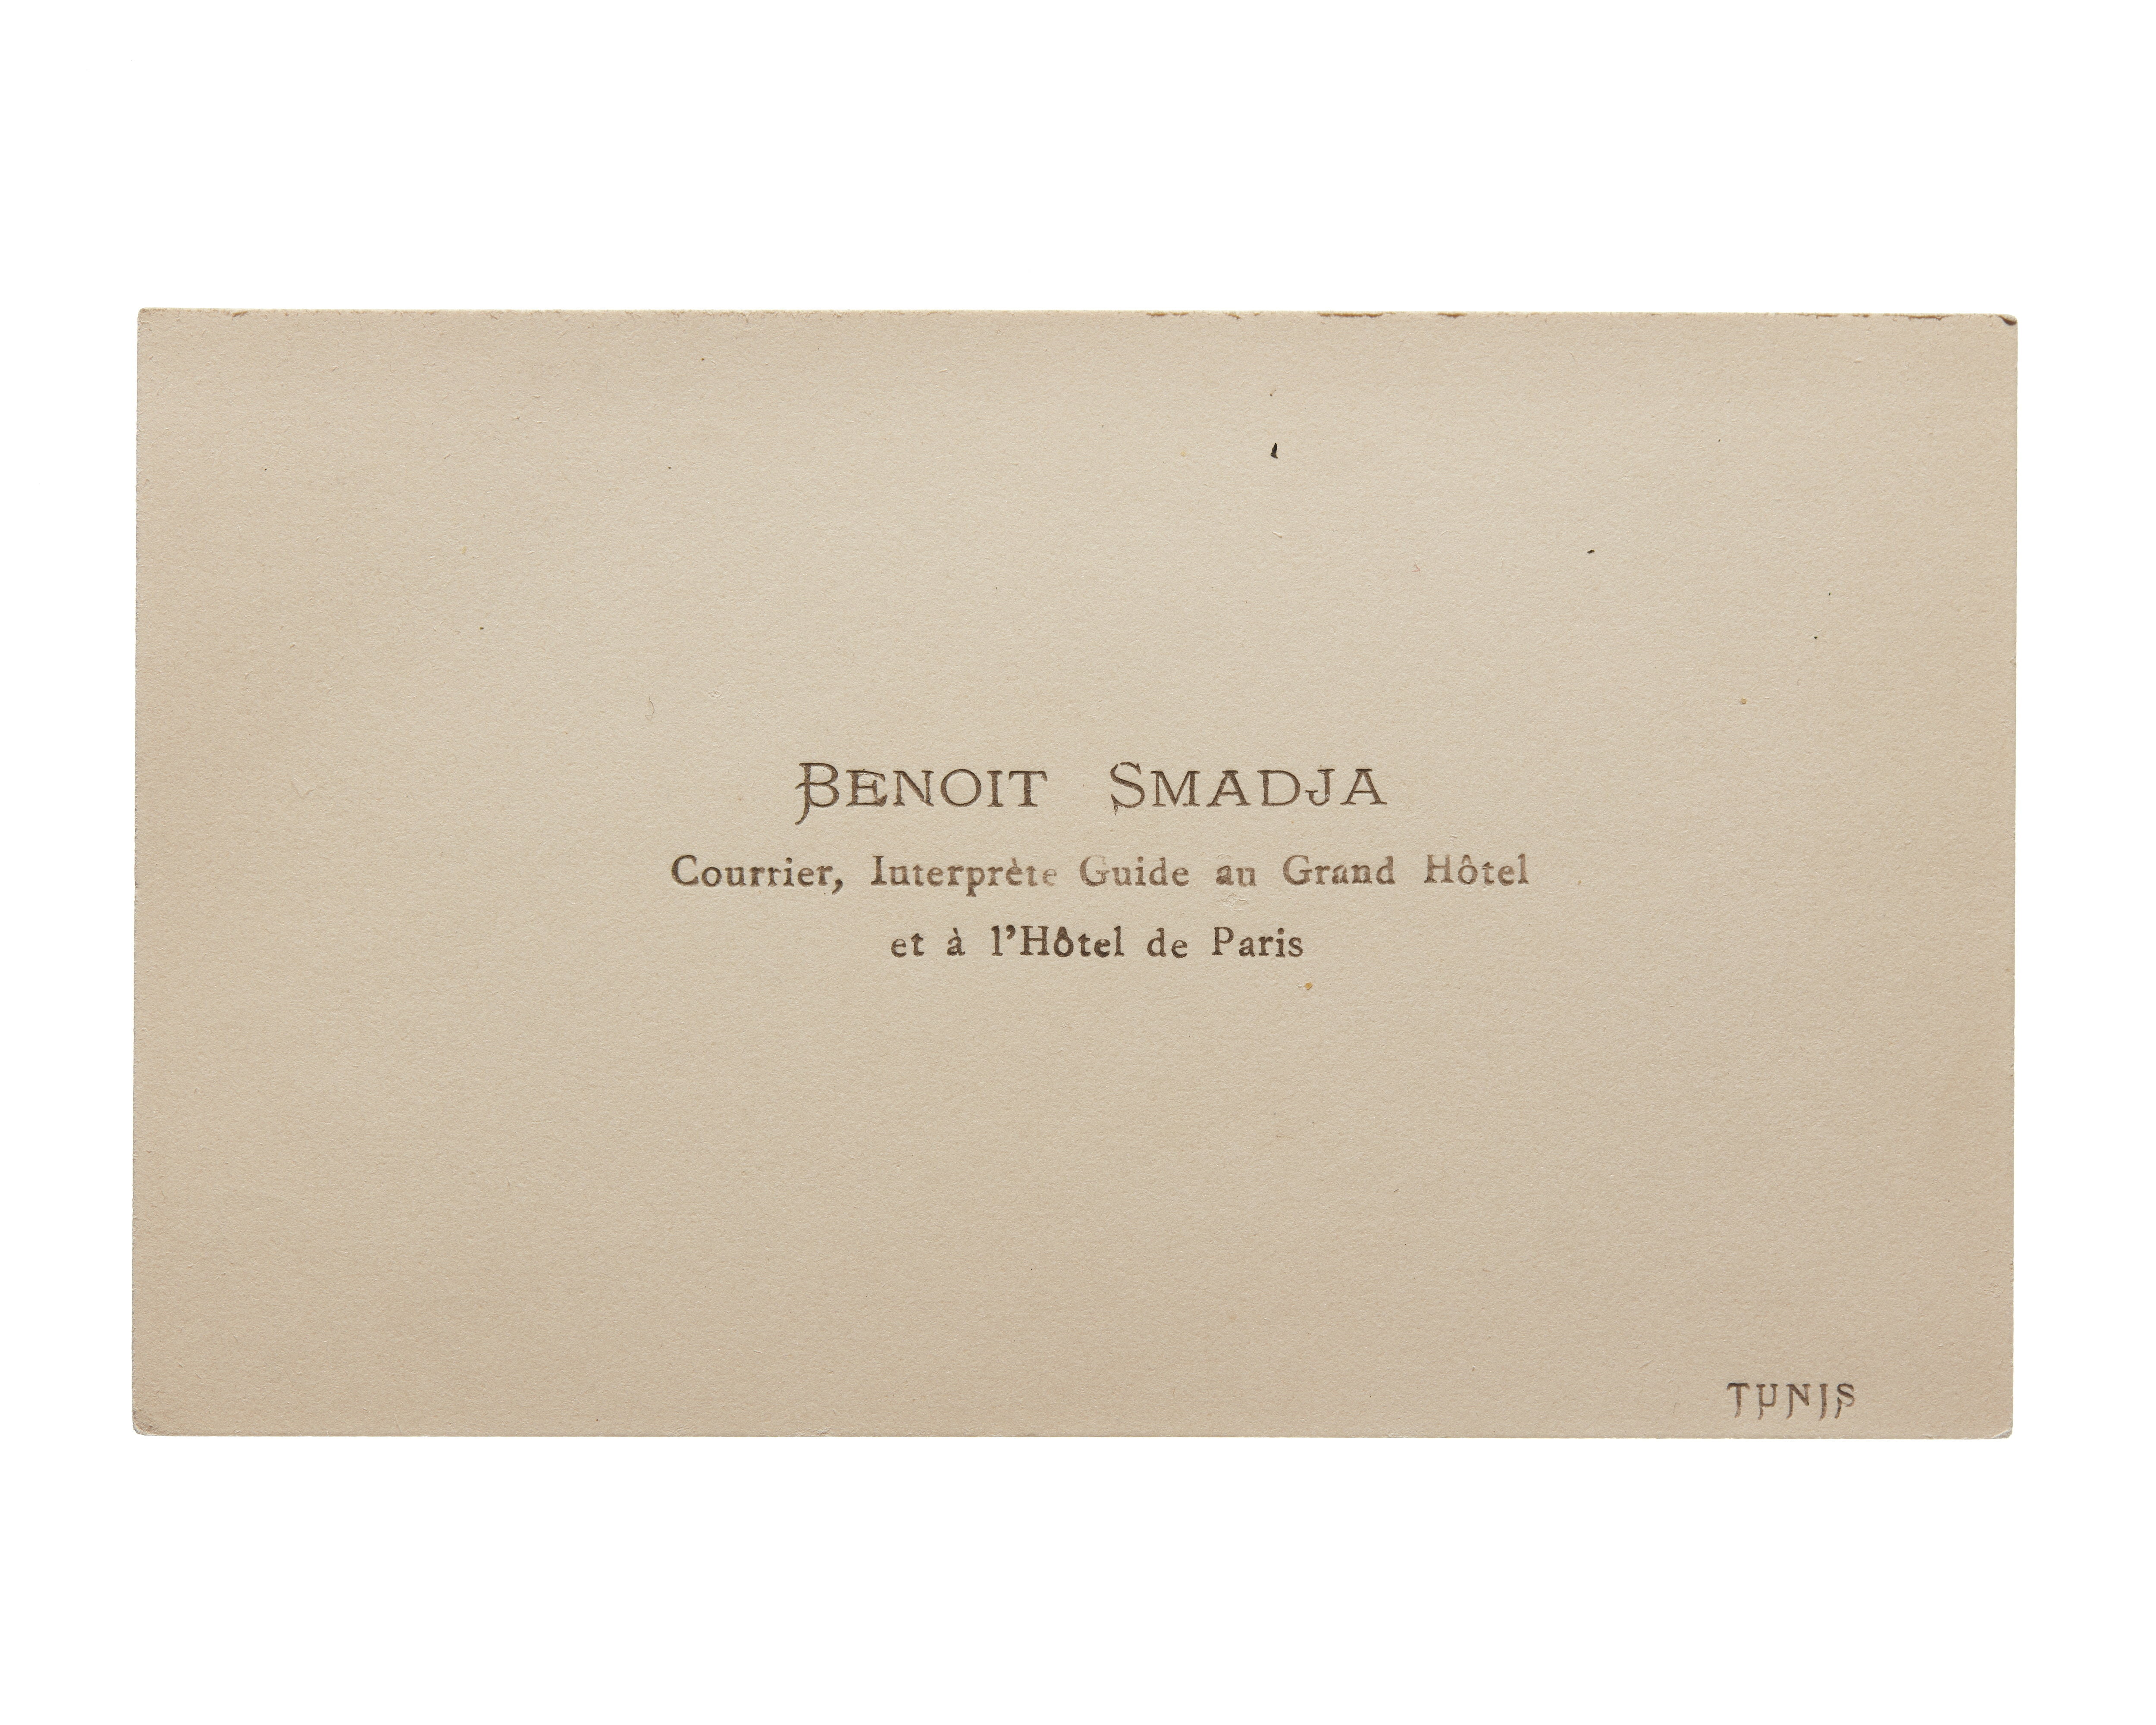 BENOIT SMADJA
Courrier, Interprète Guide au Grand Hôtel
et à l'Hôtel de Paris
TUNIS